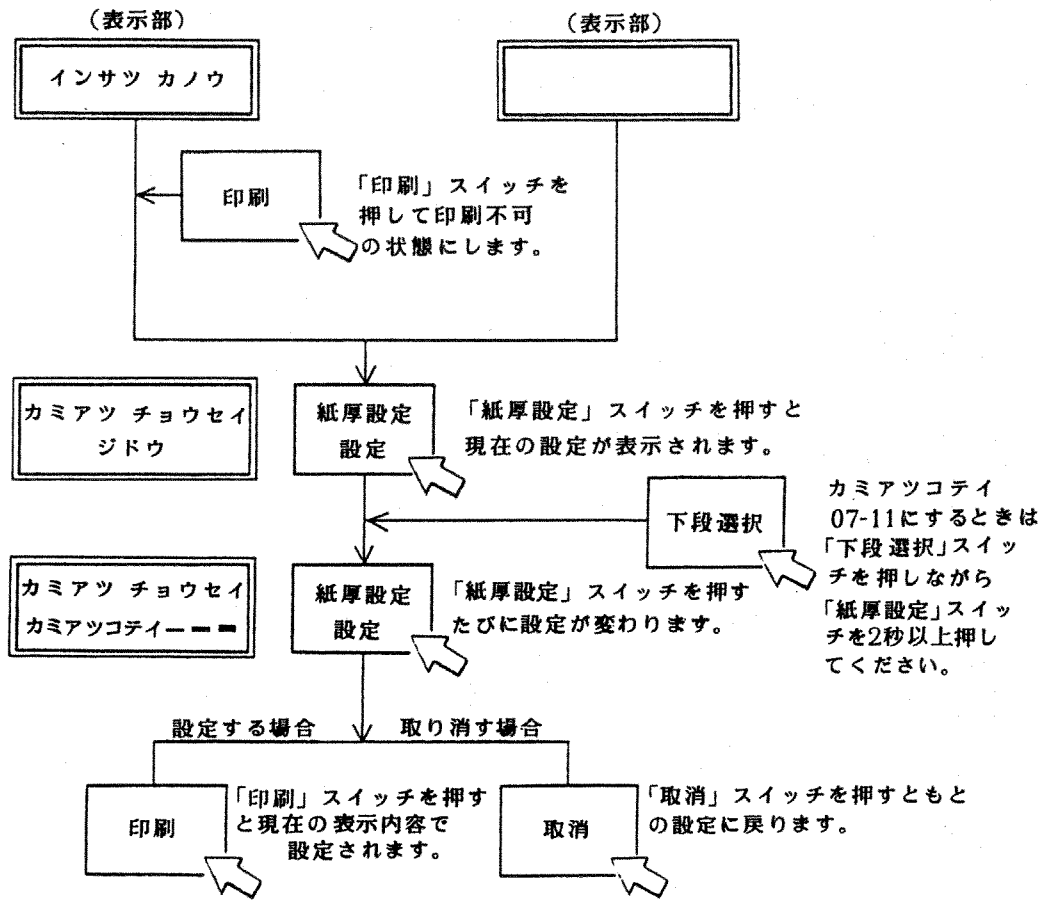 (表示部)
(表示部)
インサツ カノウ
印刷
「印刷」スイッチを
押して印刷不可
の状態にします。
カミアツ チョウセイ
ジドウ
紙厚設定
設定
「紙厚設定」スイッチを押すと
現在の設定が表示されます。
下段選択
カミアツコテイ
07-11にするときは
「下段選択」スイッ
チを押しながら
「紙厚設定」スイッ
チを2秒以上押し
てください。
カミアツ チョウセイ
カミアツコテイ---
紙厚設定
設定
「紙厚設定」スイッチを押す
たびに設定が変わります。
設定する場合
取り消す場合
印刷
「印刷」スイッチを押す
と現在の表示内容で
設定されます。
取消
「取消」スイッチを押すともと
の設定に戻ります。